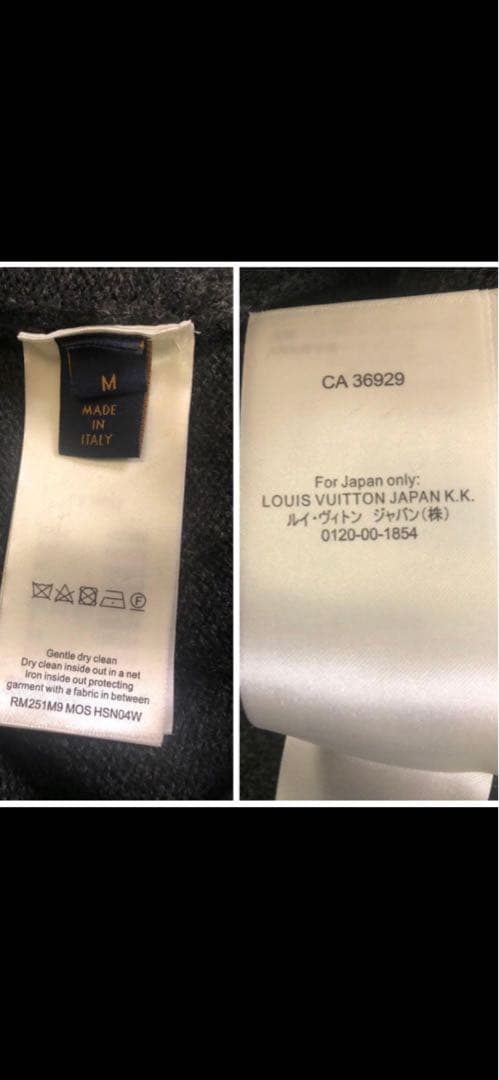 M
MADE
IN
ITALY
Gentle dry clean
Dry clean inside out in a net
Iron inside out protecting
garment with a fabric in between
RM251M9 MOS HSN04W
CA 36929
For Japan only:
LOUIS VUITTON JAPAN K.K.
ルイ・ヴィトン ジャパン(株)
0120-00-1854